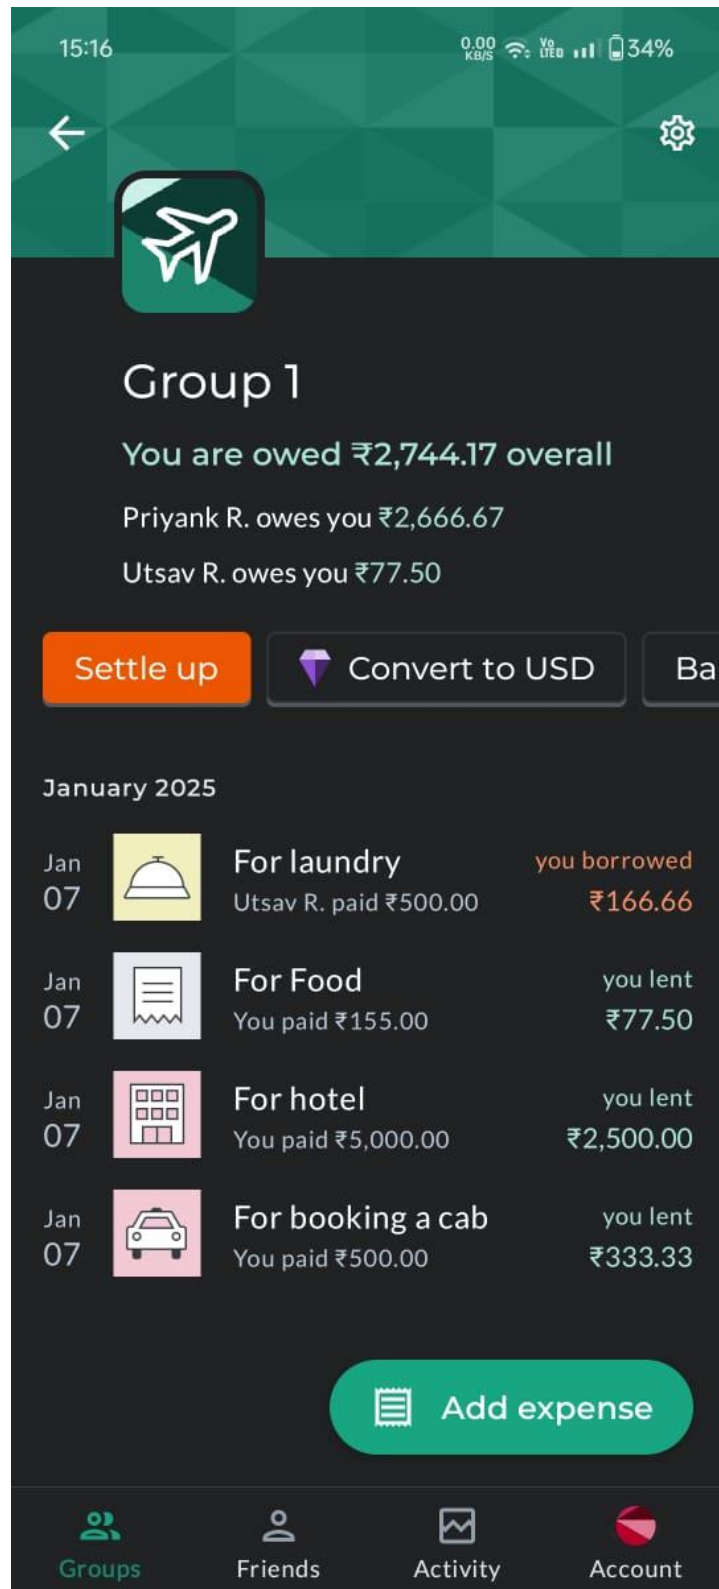 15:16 0.00 KB/S Vo LTED 34%
Group 1
You are owed ₹2,744.17 overall
Priyank R. owes you ₹2,666.67
Utsav R. owes you ₹77.50
Settle up Convert to USD Ba
January 2025
Jan 07 For laundry you borrowed
Utsav R. paid ₹500.00 ₹166.66
Jan 07 For Food you lent
You paid ₹155.00 ₹77.50
Jan 07 For hotel you lent
You paid ₹5,000.00 ₹2,500.00
Jan 07 For booking a cab you lent
You paid ₹500.00 ₹333.33
Add expense
Groups Friends Activity Account